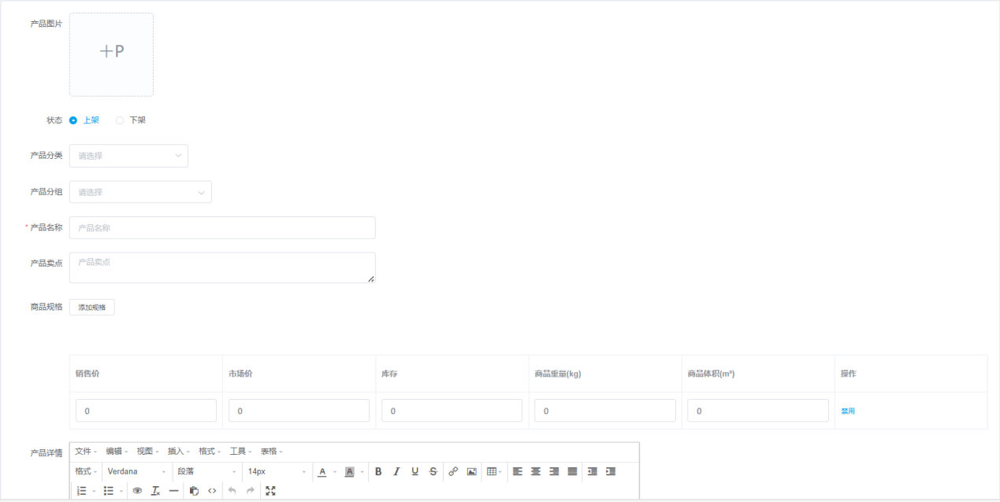 产品图片
+P
状态 上架 下架
产品分类 请选择
产品分组 请选择
* 产品名称 产品名称
产品卖点 产品卖点
商品规格 添加规格
销售价 市场价 库存 商品重量(kg) 商品体积(m³) 操作
0 0 0 0 0 禁用
产品详情 文件 编辑 视图 插入 格式 工具 表格
格式 Verdana 段落 14px A A B I U S